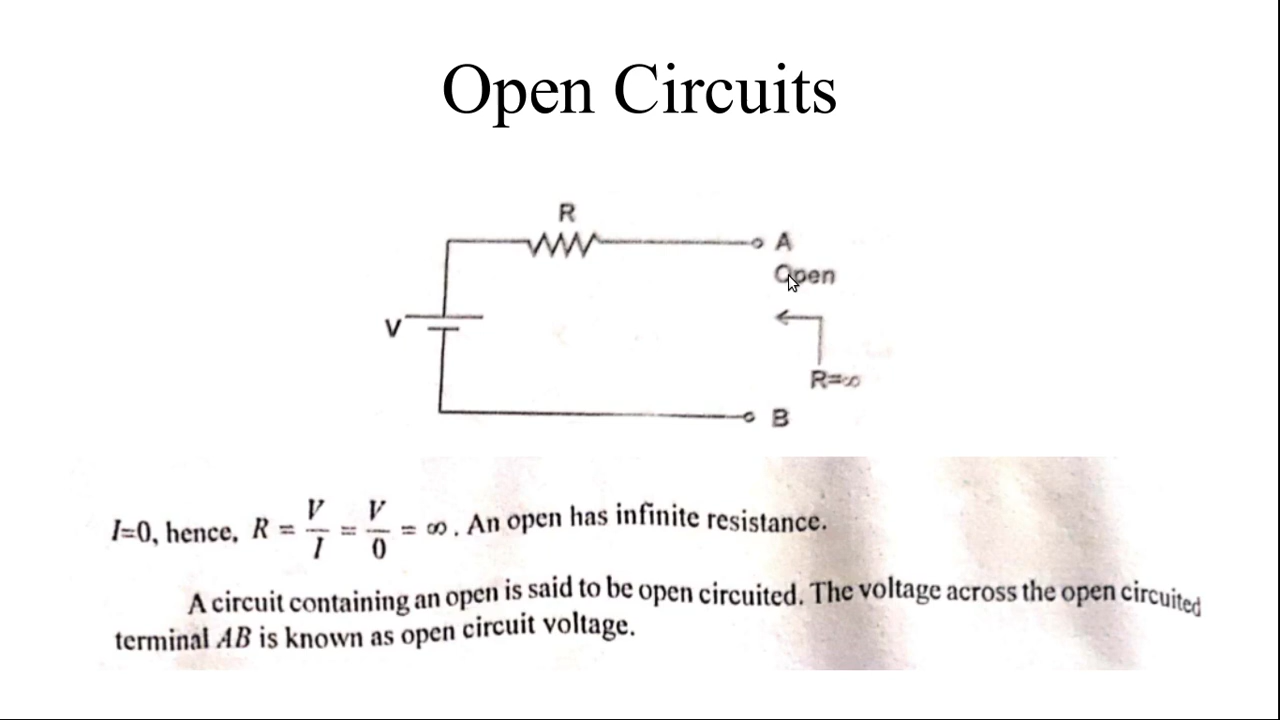 Open Circuits
R
A
Open
V
R=∞
B
I=0, hence, R = V/I = V/0 = ∞. An open has infinite resistance.
A circuit containing an open is said to be open circuited. The voltage across the open circuited
terminal AB is known as open circuit voltage.